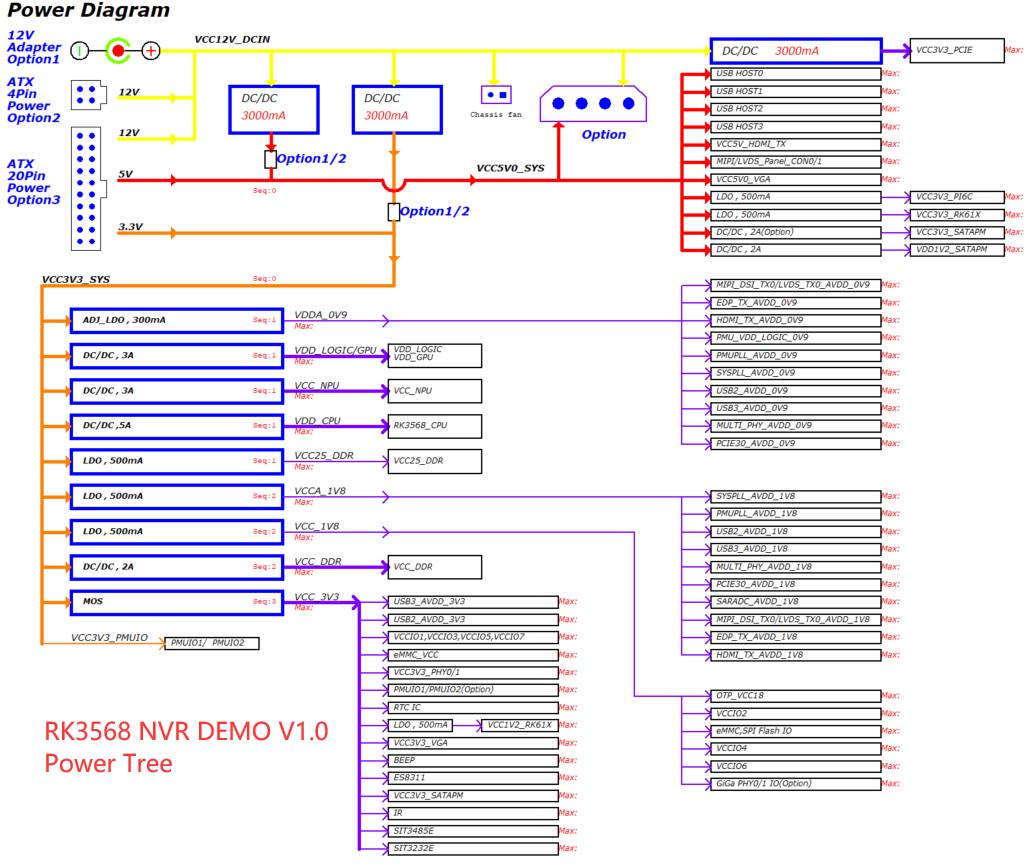 Power Diagram
12V
Adapter
Option1
VCC12V_DCIN
DC/DC 3000mA
VCC3V3_PCIE
Max:
ATX
4Pin
Power
Option2
12V
12V
DC/DC
3000mA
DC/DC
3000mA
Chassis fan
Option
Option1/2
ATX
20Pin
Power
Option3
5V
Seq:0
VCC5V0_SYS
Option1/2
3.3V
USB HOST0 Max:
USB HOST1 Max:
USB HOST2 Max:
USB HOST3 Max:
VCC5V_HDMI_TX Max:
MIPI/LVDS_Panel_CON0/1 Max:
VCC5V0_VGA Max:
LDO , 500mA VCC3V3_PI6C Max:
LDO , 500mA VCC3V3_RK61X Max:
DC/DC , 2A(Option) VCC3V3_SATAPM Max:
DC/DC , 2A VDD1V2_SATAPM Max:
VCC3V3_SYS Seq:0
ADJ_LDO , 300mA Seq:1 VDDA_0V9
Max:
DC/DC , 3A Seq:1 VDD_LOGIC/GPU
Max:
VDD_LOGIC
VDD_GPU
DC/DC , 3A Seq:1 VCC_NPU
Max:
VCC_NPU
DC/DC ,5A Seq:1 VDD_CPU
Max:
RK3568_CPU
LDO , 500mA Seq:1 VCC25_DDR
Max:
VCC25_DDR
LDO , 500mA Seq:2 VCCA_1V8
Max:
LDO , 500mA Seq:2 VCC_1V8
Max:
DC/DC , 2A Seq:2 VCC_DDR
Max:
VCC_DDR
MOS Seq:3 VCC_3V3
Max:
VCC3V3_PMUIO PMUIO1/ PMUIO2
MIPI_DSI_TX0/LVDS_TX0_AVDD_0V9 Max:
EDP_TX_AVDD_0V9 Max:
HDMI_TX_AVDD_0V9 Max:
PMU_VDD_LOGIC_0V9 Max:
PMUPLL_AVDD_0V9 Max:
SYSPLL_AVDD_0V9 Max:
USB2_AVDD_0V9 Max:
USB3_AVDD_0V9 Max:
MULTI_PHY_AVDD_0V9 Max:
PCIE30_AVDD_0V9 Max:
SYSPLL_AVDD_1V8 Max:
PMUPLL_AVDD_1V8 Max:
USB2_AVDD_1V8 Max:
USB3_AVDD_1V8 Max:
MULTI_PHY_AVDD_1V8 Max:
PCIE30_AVDD_1V8 Max:
SARADC_AVDD_1V8 Max:
MIPI_DSI_TX0/LVDS_TX0_AVDD_1V8 Max:
EDP_TX_AVDD_1V8 Max:
HDMI_TX_AVDD_1V8 Max:
USB3_AVDD_3V3 Max:
USB2_AVDD_3V3 Max:
VCCIO1,VCCIO3,VCCIO5,VCCIO7 Max:
eMMC_VCC Max:
VCC3V3_PHY0/1 Max:
PMUIO1/PMUIO2(Option) Max:
RTC IC Max:
LDO , 500mA VCC1V2_RK61X Max:
VCC3V3_VGA Max:
BEEP Max:
ES8311 Max:
VCC3V3_SATAPM Max:
IR Max:
SIT3485E Max:
SIT3232E Max:
OTP_VCC18 Max:
VCCIO2 Max:
eMMC,SPI Flash IO Max:
VCCIO4 Max:
VCCIO6 Max:
GiGa PHY0/1 IO(Option) Max:
RK3568 NVR DEMO V1.0
Power Tree